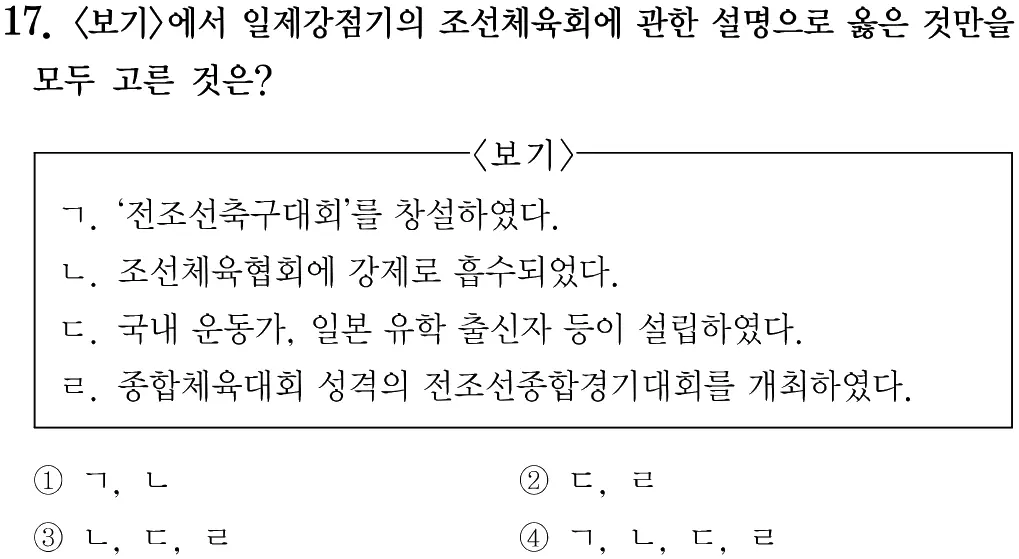 17. <보기>에서 일제강점기의 조선체육회에 관한 설명으로 옳은 것만을
모두 고른 것은?
<보기>
ㄱ. ‘전조선축구대회’를 창설하였다.
ㄴ. 조선체육협회에 강제로 흡수되었다.
ㄷ. 국내 운동가, 일본 유학 출신자 등이 설립하였다.
ㄹ. 종합체육대회 성격의 전조선종합경기대회를 개최하였다.
① ㄱ, ㄴ ② ㄷ, ㄹ
③ ㄴ, ㄷ, ㄹ ④ ㄱ, ㄴ, ㄷ, ㄹ